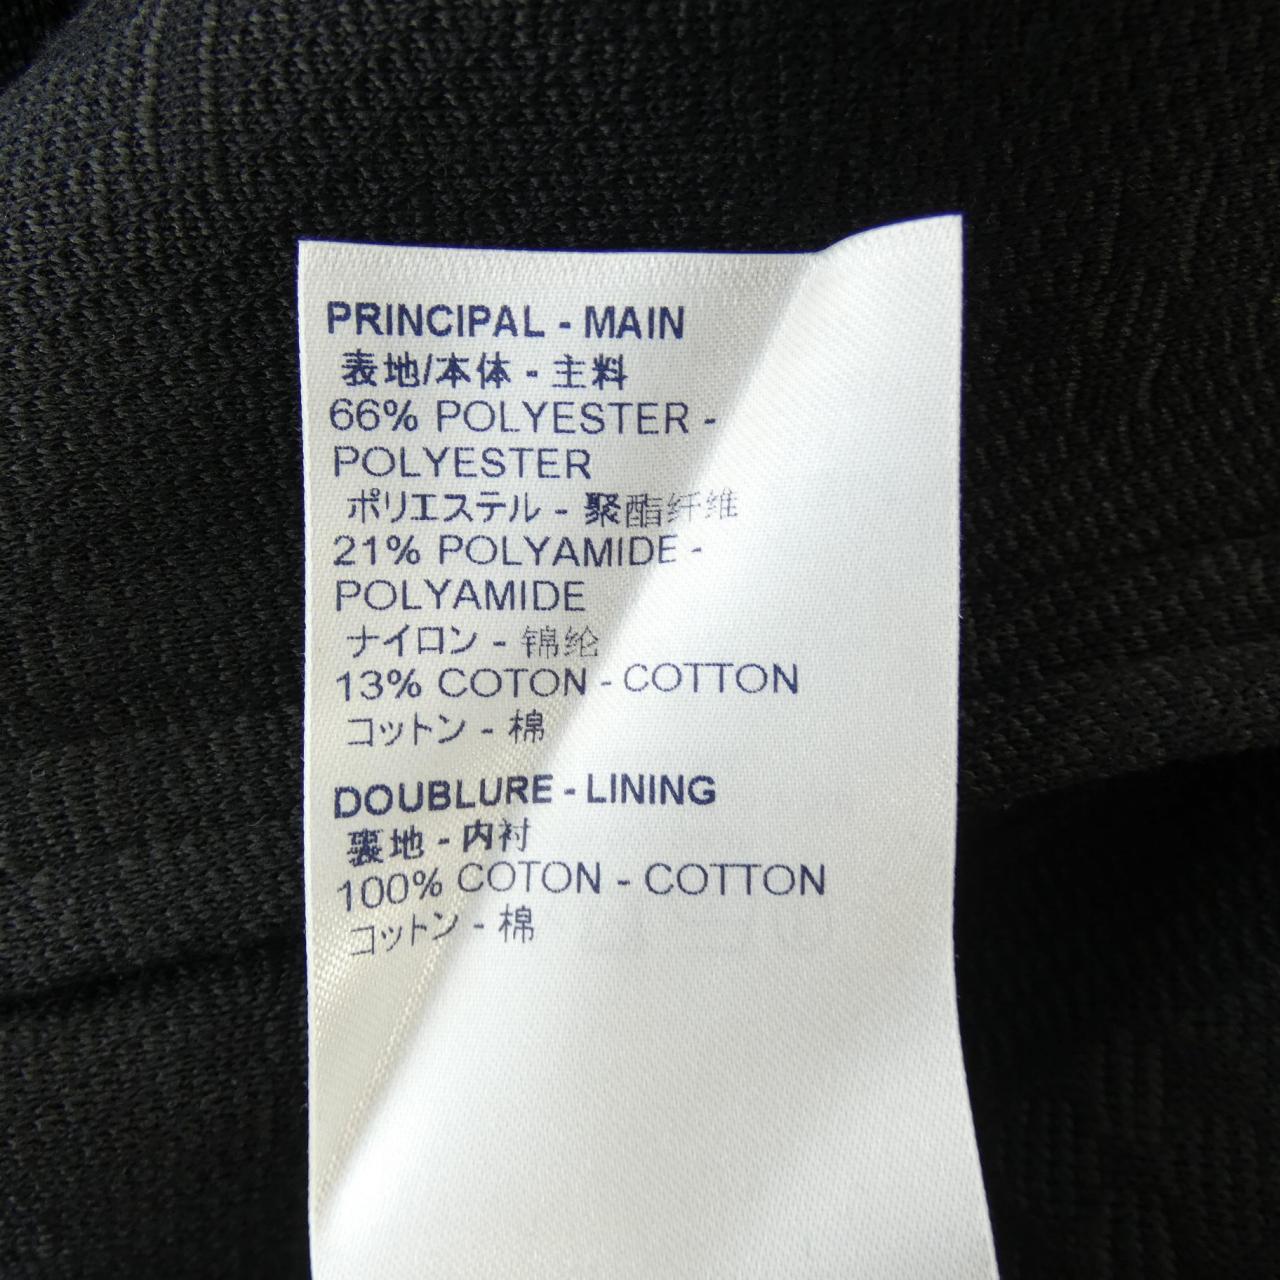 PRINCIPAL - MAIN
表地/本体 - 主料
66% POLYESTER -
POLYESTER
ポリエステル - 聚酯纤维
21% POLYAMIDE -
POLYAMIDE
ナイロン - 锦纶
13% COTON - COTTON
コットン - 棉
DOUBLURE - LINING
裏地 - 内衬
100% COTON - COTTON
コットン - 棉